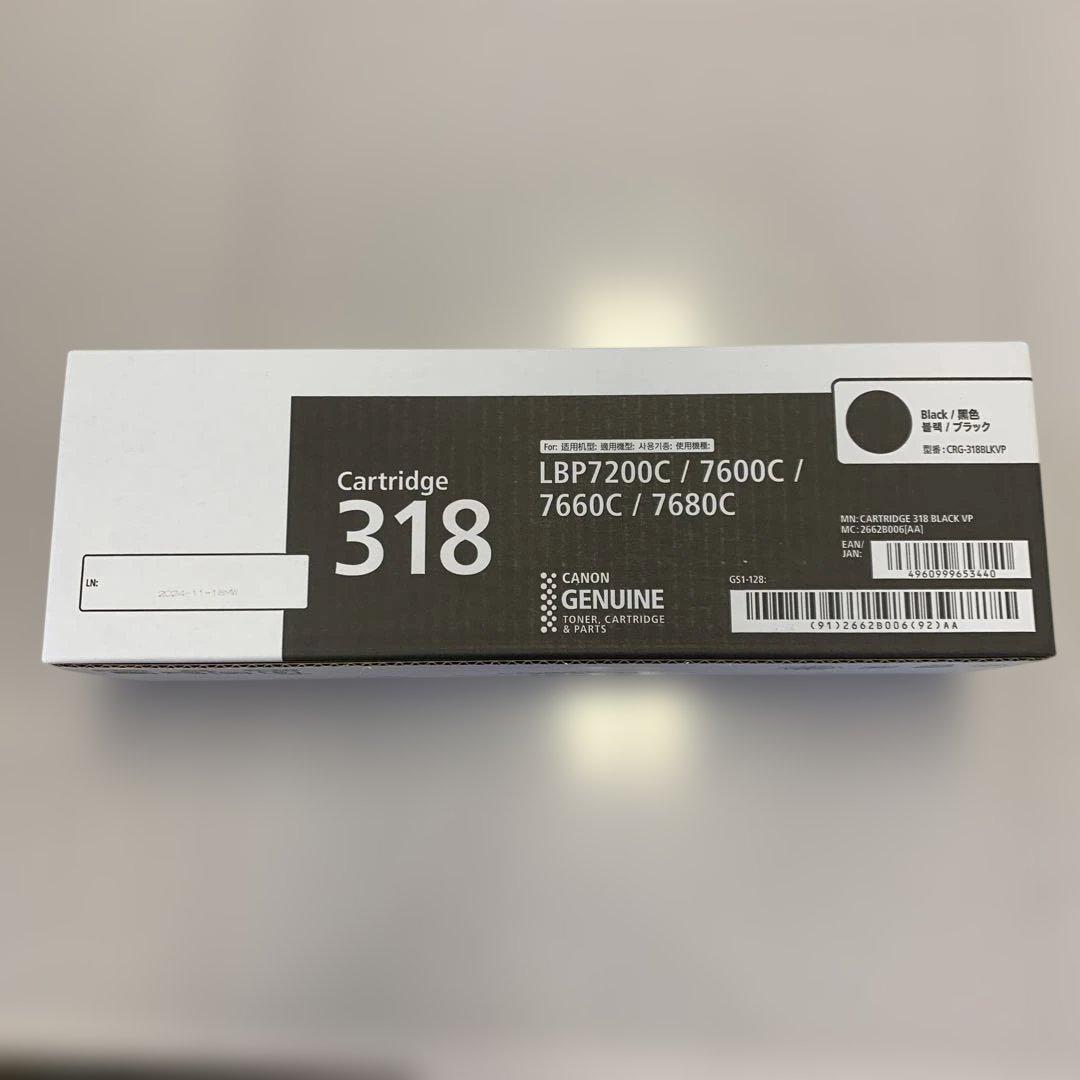 Black / 黑色
블랙 / ブラック
型番 : CRG-318BLKVP
For: 适用机型: 適用機型: 사용기종: 使用機種:
LBP7200C / 7600C /
7660C / 7680C
Cartridge
318
MN: CARTRIDGE 318 BLACK VP
MC: 2662B006[AA]
EAN/
JAN:
4960999653440
LN:
2024-11-18MW
CANON
GENUINE
TONER, CARTRIDGE
& PARTS
GS1-128:
(91)2662B006(92)AA